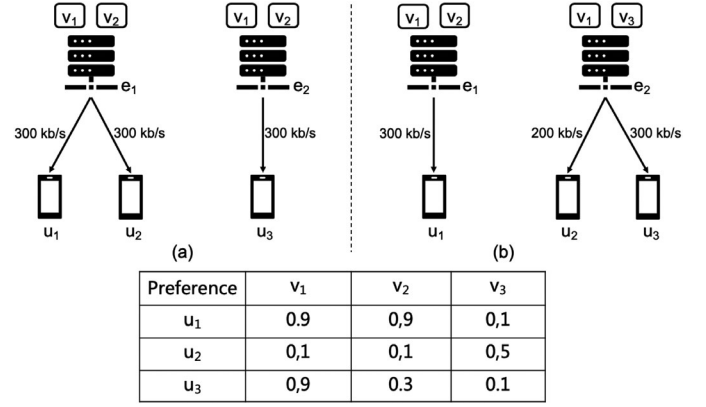 v1 v2 v1 v2 v1 v2 v1 v3
e1 e2 e1 e2
300 kb/s 300 kb/s 300 kb/s 300 kb/s 200 kb/s 300 kb/s
u1 u2 u3 u1 u2 u3
(a) (b)
Preference v1 v2 v3
u1 0.9 0,9 0,1
u2 0,1 0,1 0,5
u3 0,9 0.3 0.1